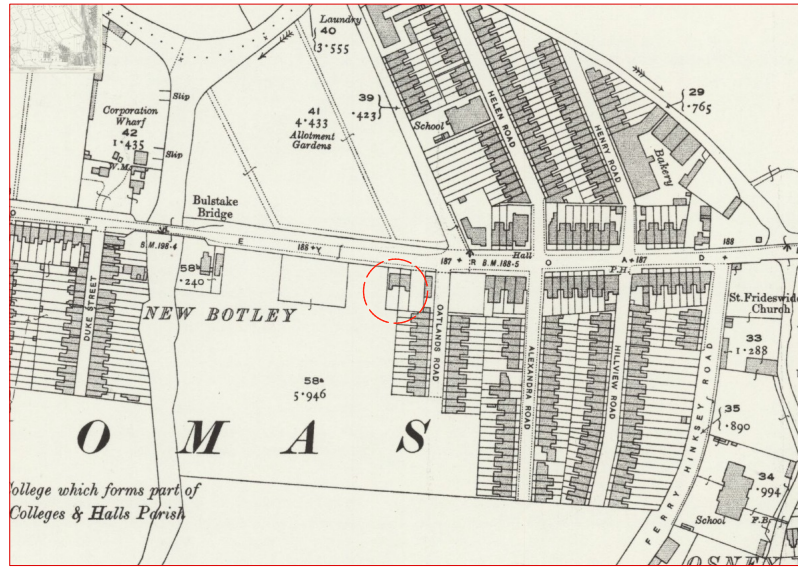 Laundry
40
3·555
Slip
Corporation
Wharf
42
1·435
Slip
41
4·433
Allotment
Gardens
39
·423
School
HELEN ROAD
HENRY ROAD
29
·765
Bakery
Bulstake
Bridge
B.M.198·4
E
188 + Y
187 + R
B.M.188·5
Hall
O
A + 187
P.H.
D
188
58ᵇ
·240
NEW BOTLEY
DUKE STREET
OATLANDS ROAD
ALEXANDRA ROAD
HILLVIEW ROAD
FERRY HINKSEY ROAD
St. Frideswide
Church
33
1·288
58ᵃ
5·946
O M A S
35
·890
34
·994
School
F.B.
College which forms part of
Colleges & Halls Parish
OSNEY